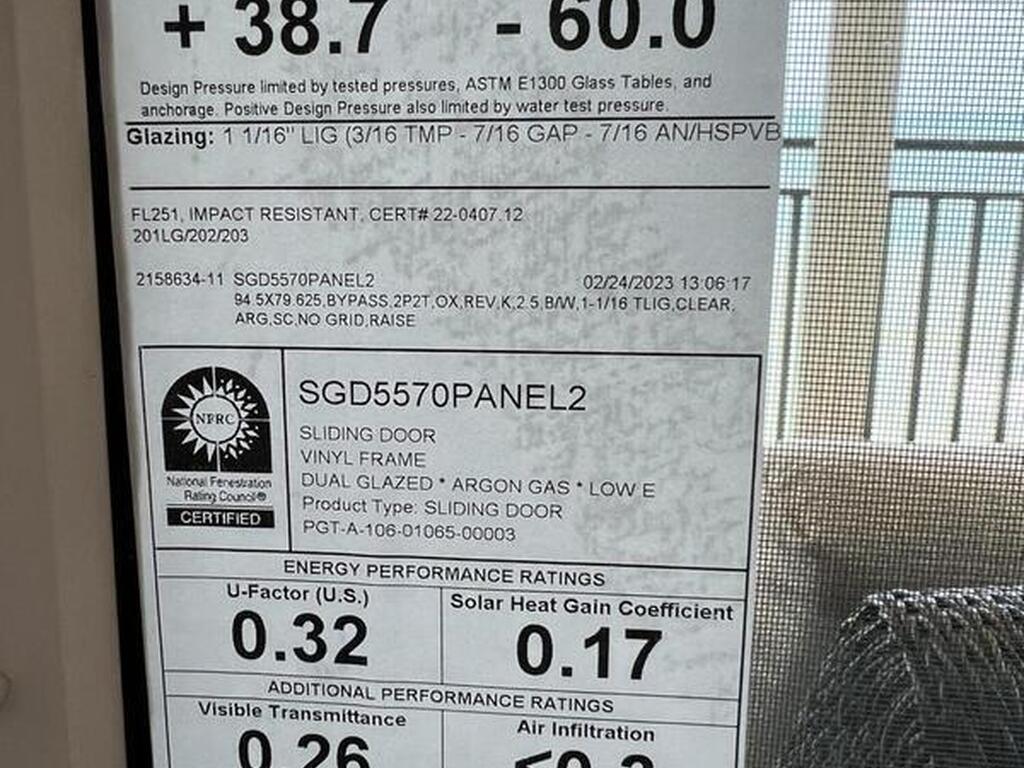 + 38.7 - 60.0
Design Pressure limited by tested pressures, ASTM E1300 Glass Tables, and
anchorage. Positive Design Pressure also limited by water test pressure.
Glazing: 1 1/16" LIG (3/16 TMP - 7/16 GAP - 7/16 AN/HSPVB
FL251, IMPACT RESISTANT, CERT# 22-0407.12
201LG/202/203
2158634-11 SGD5570PANEL2 02/24/2023 13:06:17
94.5X79.625,BYPASS,2P2T,OX,REV,K,2.5,B/W,1-1/16 TLIG,CLEAR,
ARG,SC,NO GRID,RAISE
NFRC
National Fenestration
Rating Council®
CERTIFIED
SGD5570PANEL2
SLIDING DOOR
VINYL FRAME
DUAL GLAZED * ARGON GAS * LOW E
Product Type: SLIDING DOOR
PGT-A-106-01065-00003
ENERGY PERFORMANCE RATINGS
U-Factor (U.S.) Solar Heat Gain Coefficient
0.32 0.17
ADDITIONAL PERFORMANCE RATINGS
Visible Transmittance Air Infiltration
0.26 <0.3